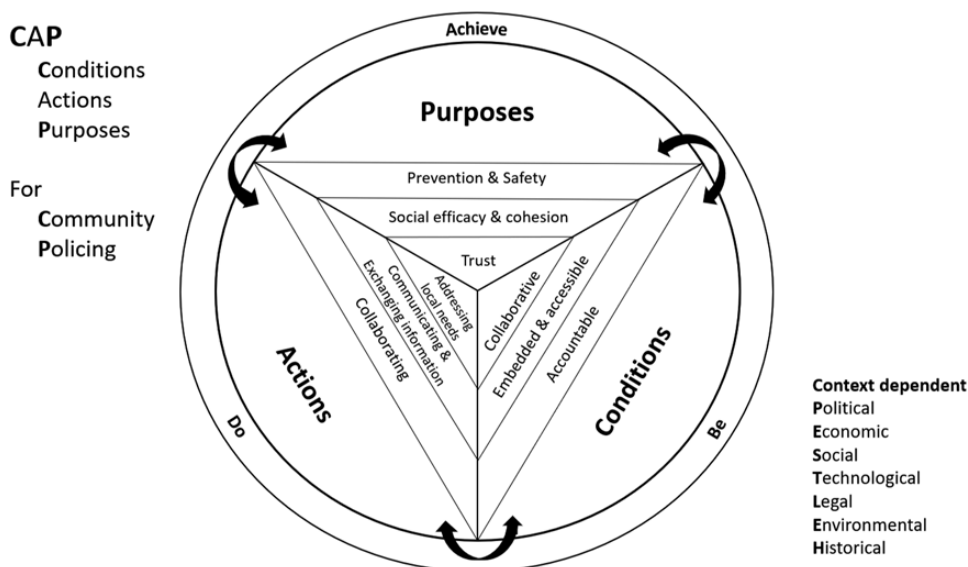 CAP
Conditions
Actions
Purposes
For
Community
Policing
Achieve
Purposes
Prevention & Safety
Social efficacy & cohesion
Trust
Addressing
local needs
Communicating &
Exchanging information
Collaborating
Actions
Do
Collaborative
Embedded & accessible
Accountable
Conditions
Be
Context dependent
Political
Economic
Social
Technological
Legal
Environmental
Historical